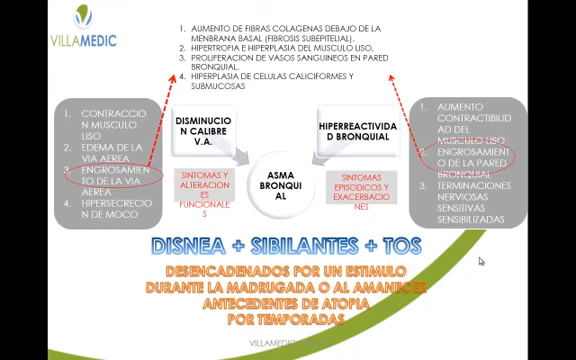 VILLAMEDIC
1. AUMENTO DE FIBRAS COLAGENAS DEBAJO DE LA
MENBRANA BASAL (FIBROSIS SUBEPITELIAL).
2. HIPERTROFIA E HIPERPLASIA DEL MUSCULO LISO,
3. PROLIFERACION DE VASOS SANGUINEOS EN PARED
BRONQUIAL.
4. HIPERPLASIA DE CELULAS CALICIFORMES Y
SUBMUCOSAS
1. CONTRACCIO
N MUSCULO
LISO
2. EDEMA DE LA
VIA AEREA
3. ENGROSAMIEN
TO DE LA VIA
AEREA
4. HIPERSECRECIO
N DE MOCO
DISMINUCIO
N CALIBRE
V.A.
SINTOMAS Y
ALTERACION
ES
FUNCIONALE
S
ASMA
BRONQUI
AL
HIPERREACTIVIDA
D BRONQUIAL
SINTOMAS
EPISODICOS Y
EXACERBACIO
NES
1. AUMENTO
CONTRACTIBILID
AD DEL
MUSCULO LISO
2. ENGROSAMIENT
O DE LA PARED
BRONQUIAL
3. TERMINACIONES
NERVIOSAS
SENSITIVAS
SENSIBILIZADAS
DISNEA + SIBILANTES + TOS
DESENCADENADOS POR UN ESTIMULO
DURANTE LA MADRUGADA O AL AMANECER
ANTECEDENTES DE ATOPIA
POR TEMPORADAS